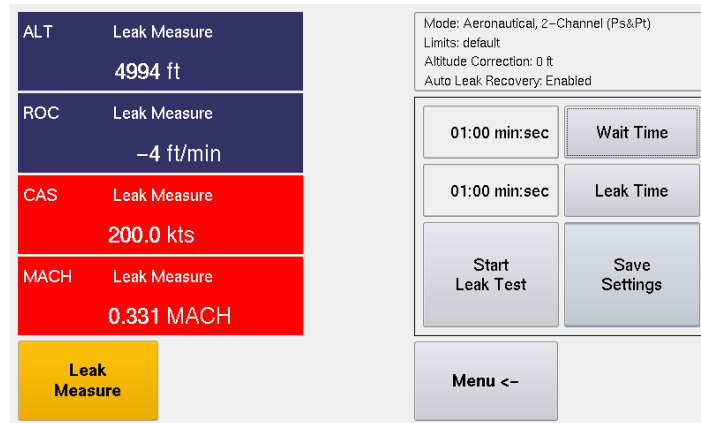 ALT Leak Measure
4994 ft
ROC Leak Measure
−4 ft/min
CAS Leak Measure
200.0 kts
MACH Leak Measure
0.331 MACH
Leak
Measure
Mode: Aeronautical, 2−Channel (Ps&Pt)
Limits: default
Altitude Correction: 0 ft
Auto Leak Recovery: Enabled
01:00 min:sec Wait Time
01:00 min:sec Leak Time
Start
Leak Test
Save
Settings
Menu <−